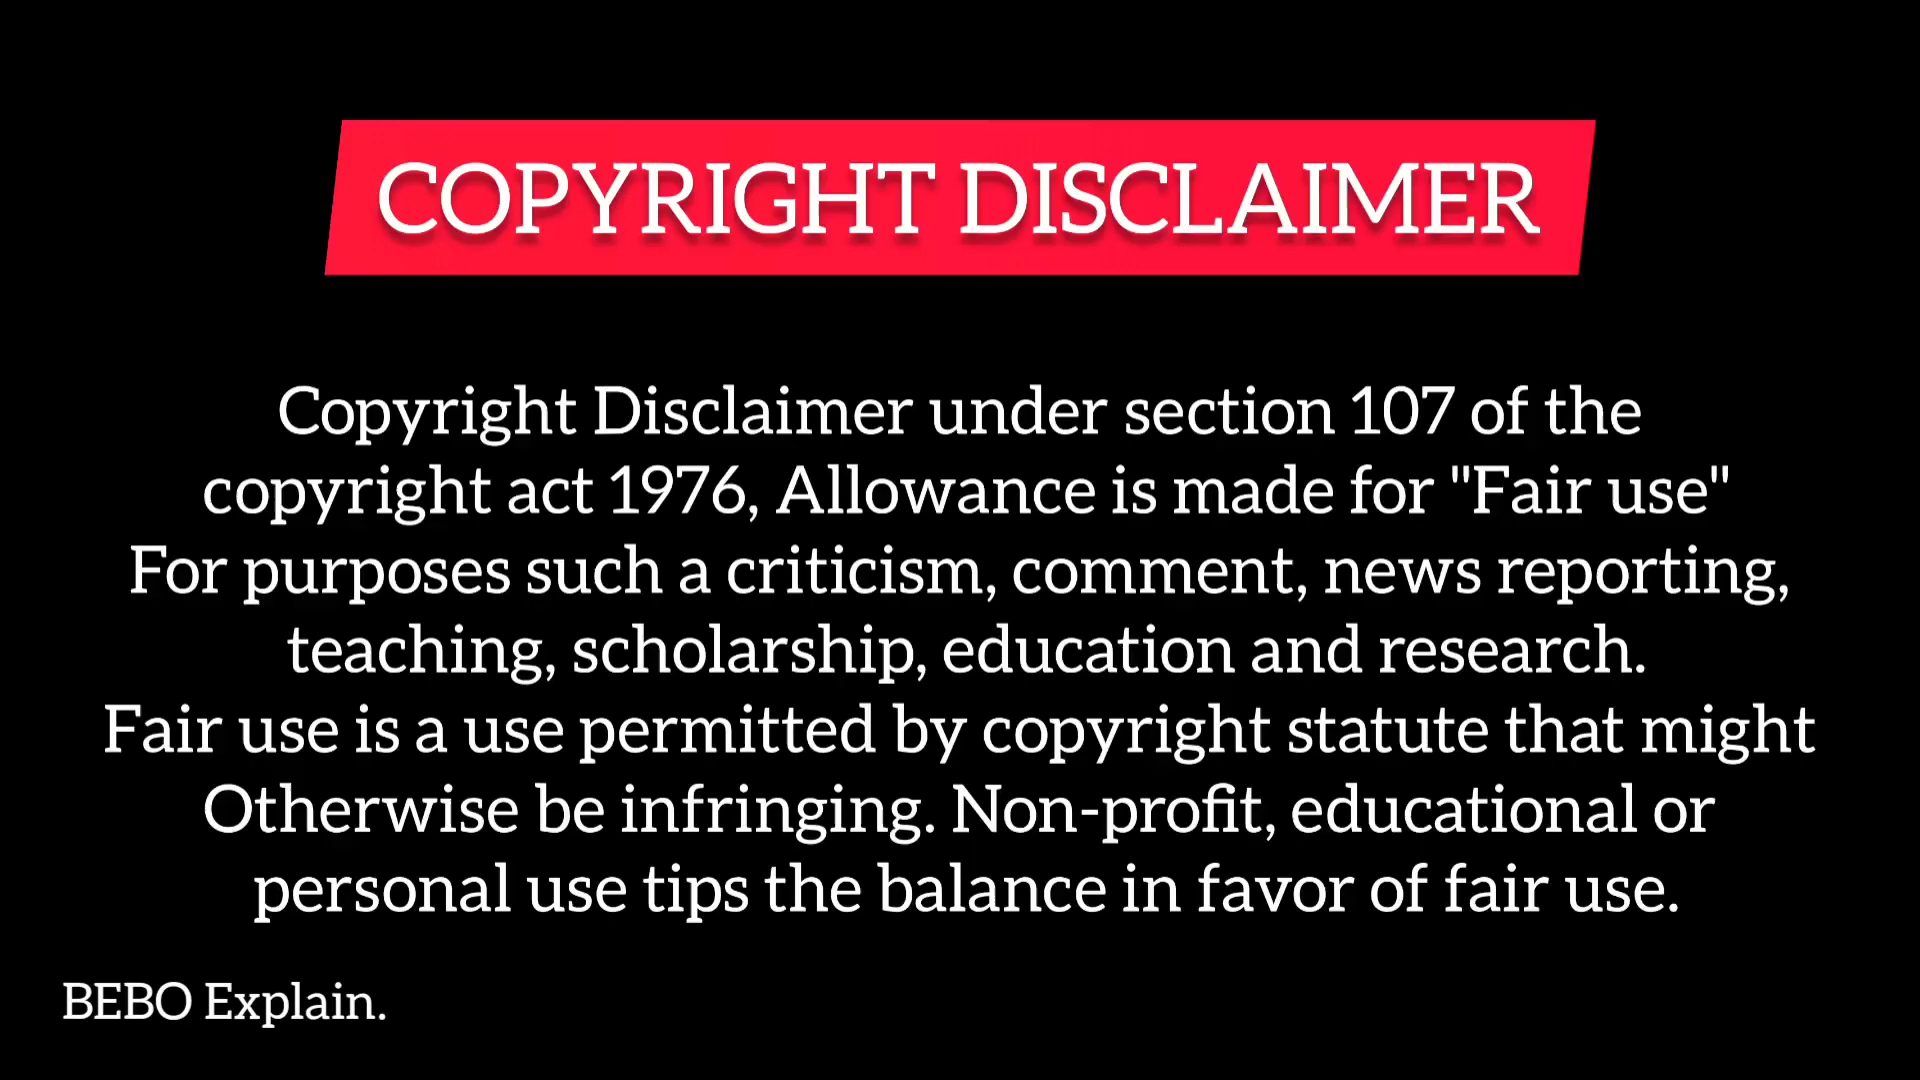 COPYRIGHT DISCLAIMER
Copyright Disclaimer under section 107 of the
copyright act 1976, Allowance is made for "Fair use"
For purposes such a criticism, comment, news reporting,
teaching, scholarship, education and research.
Fair use is a use permitted by copyright statute that might
Otherwise be infringing. Non-profit, educational or
personal use tips the balance in favor of fair use.
BEBO Explain.